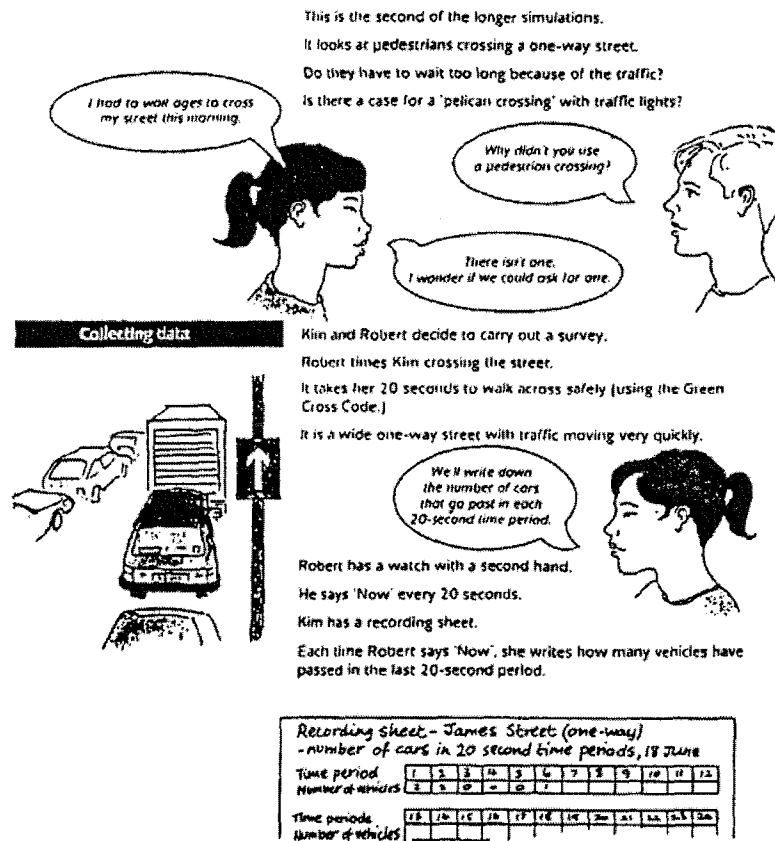 This is the second of the longer simulations.
It looks at pedestrians crossing a one-way street.
Do they have to wait too long because of the traffic?
Is there a case for a 'pelican crossing' with traffic lights?
I had to wait ages to cross
my street this morning.
Why didn't you use
a pedestrian crossing?
There isn't one.
I wonder if we could ask for one.
Collecting data
Kim and Robert decide to carry out a survey.
Robert times Kim crossing the street.
It takes her 20 seconds to walk across safely (using the Green
Cross Code.)
It is a wide one-way street with traffic moving very quickly.
We'll write down
the number of cars
that go past in each
20-second time period.
Robert has a watch with a second hand.
He says 'Now' every 20 seconds.
Kim has a recording sheet.
Each time Robert says 'Now', she writes how many vehicles have
passed in the last 20-second period.
Recording sheet - James Street (one-way)
- number of cars in 20 second time periods, 18 June
Time period 1 2 3 4 5 6 7 8 9 10 11 12
Number of vehicles 2 2 0 0 1
Time periods 13 14 15 16 17 18 19 20 21 22 23 24
Number of vehicles